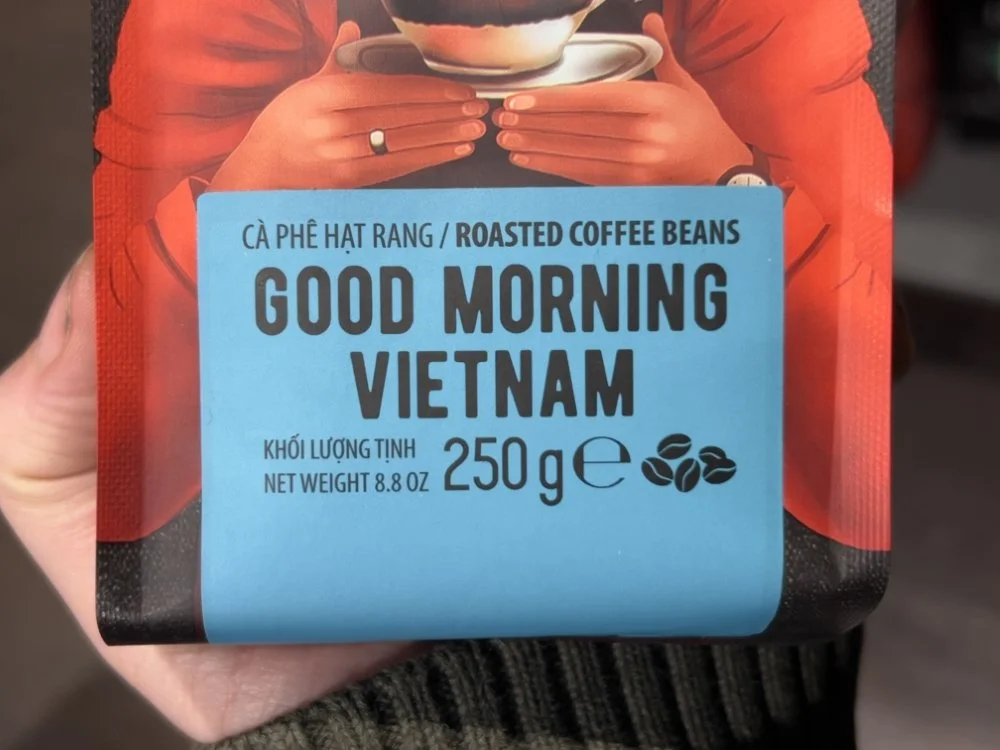 CÀ PHÊ HẠT RANG / ROASTED COFFEE BEANS
GOOD MORNING
VIETNAM
KHỐI LƯỢNG TỊNH
NET WEIGHT 8.8 OZ
250 g ℮